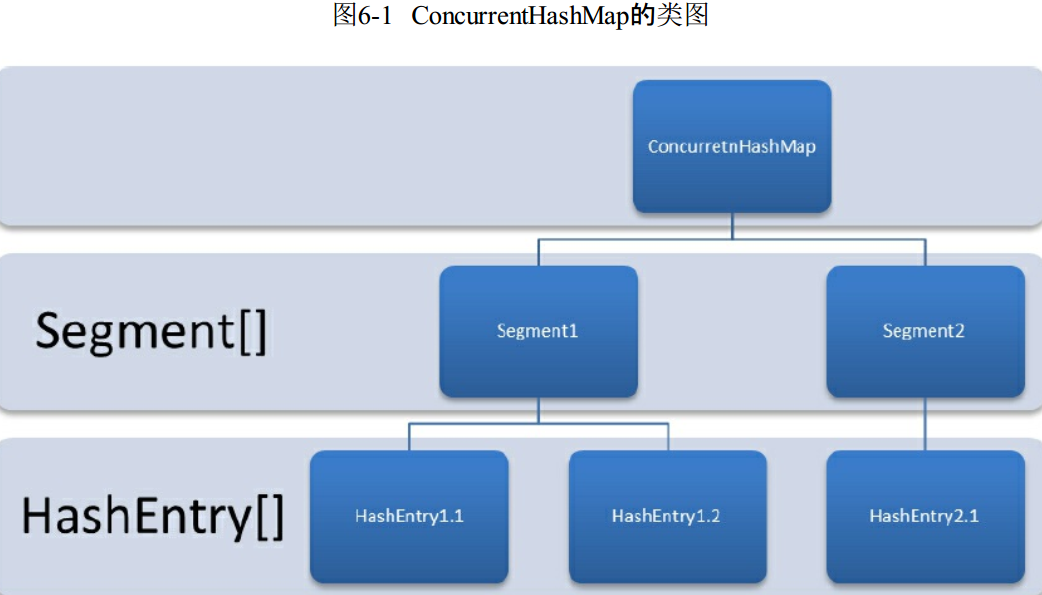 图6-1 ConcurrentHashMap的类图
ConcurretnHashMap
Segment[]
Segment1
Segment2
HashEntry[]
HashEntry1.1
HashEntry1.2
HashEntry2.1